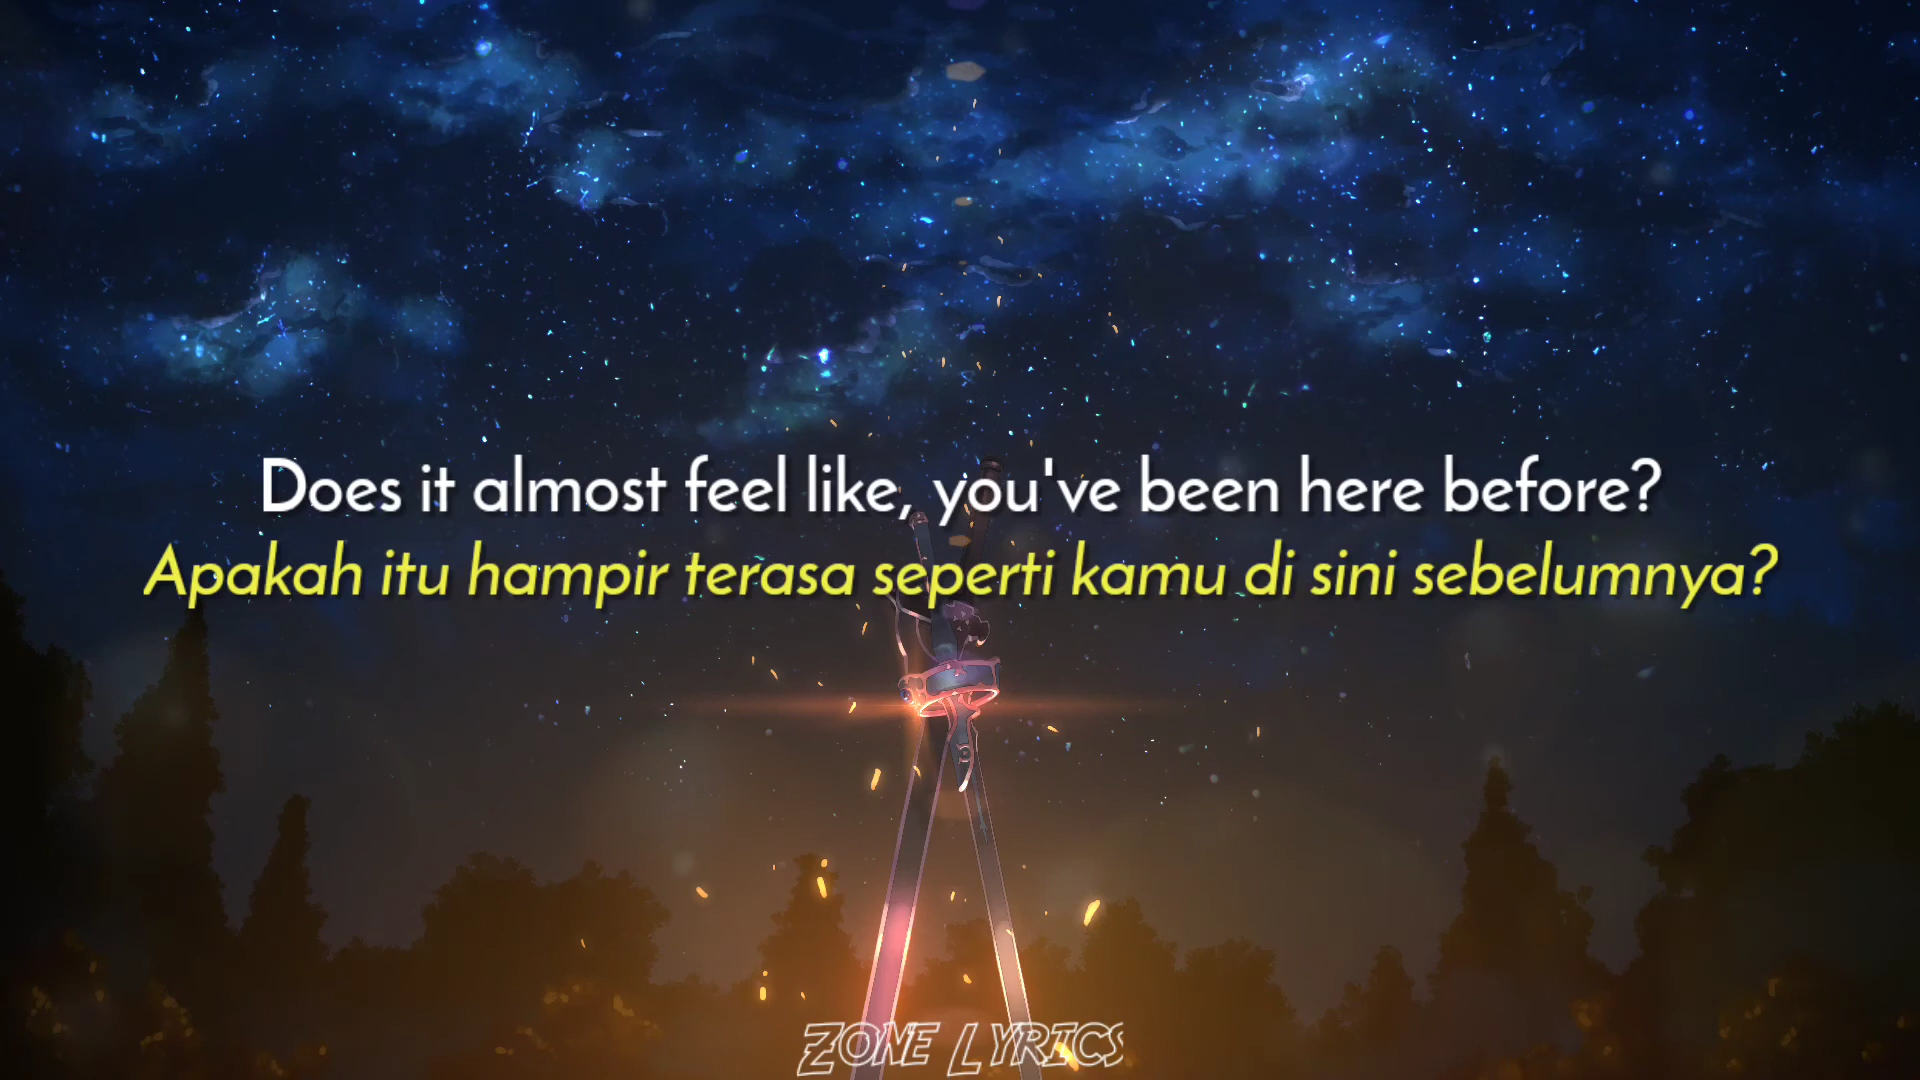 Does it almost feel like, you've been here before?
Apakah itu hampir terasa seperti kamu di sini sebelumnya?
ZONE LYRICS